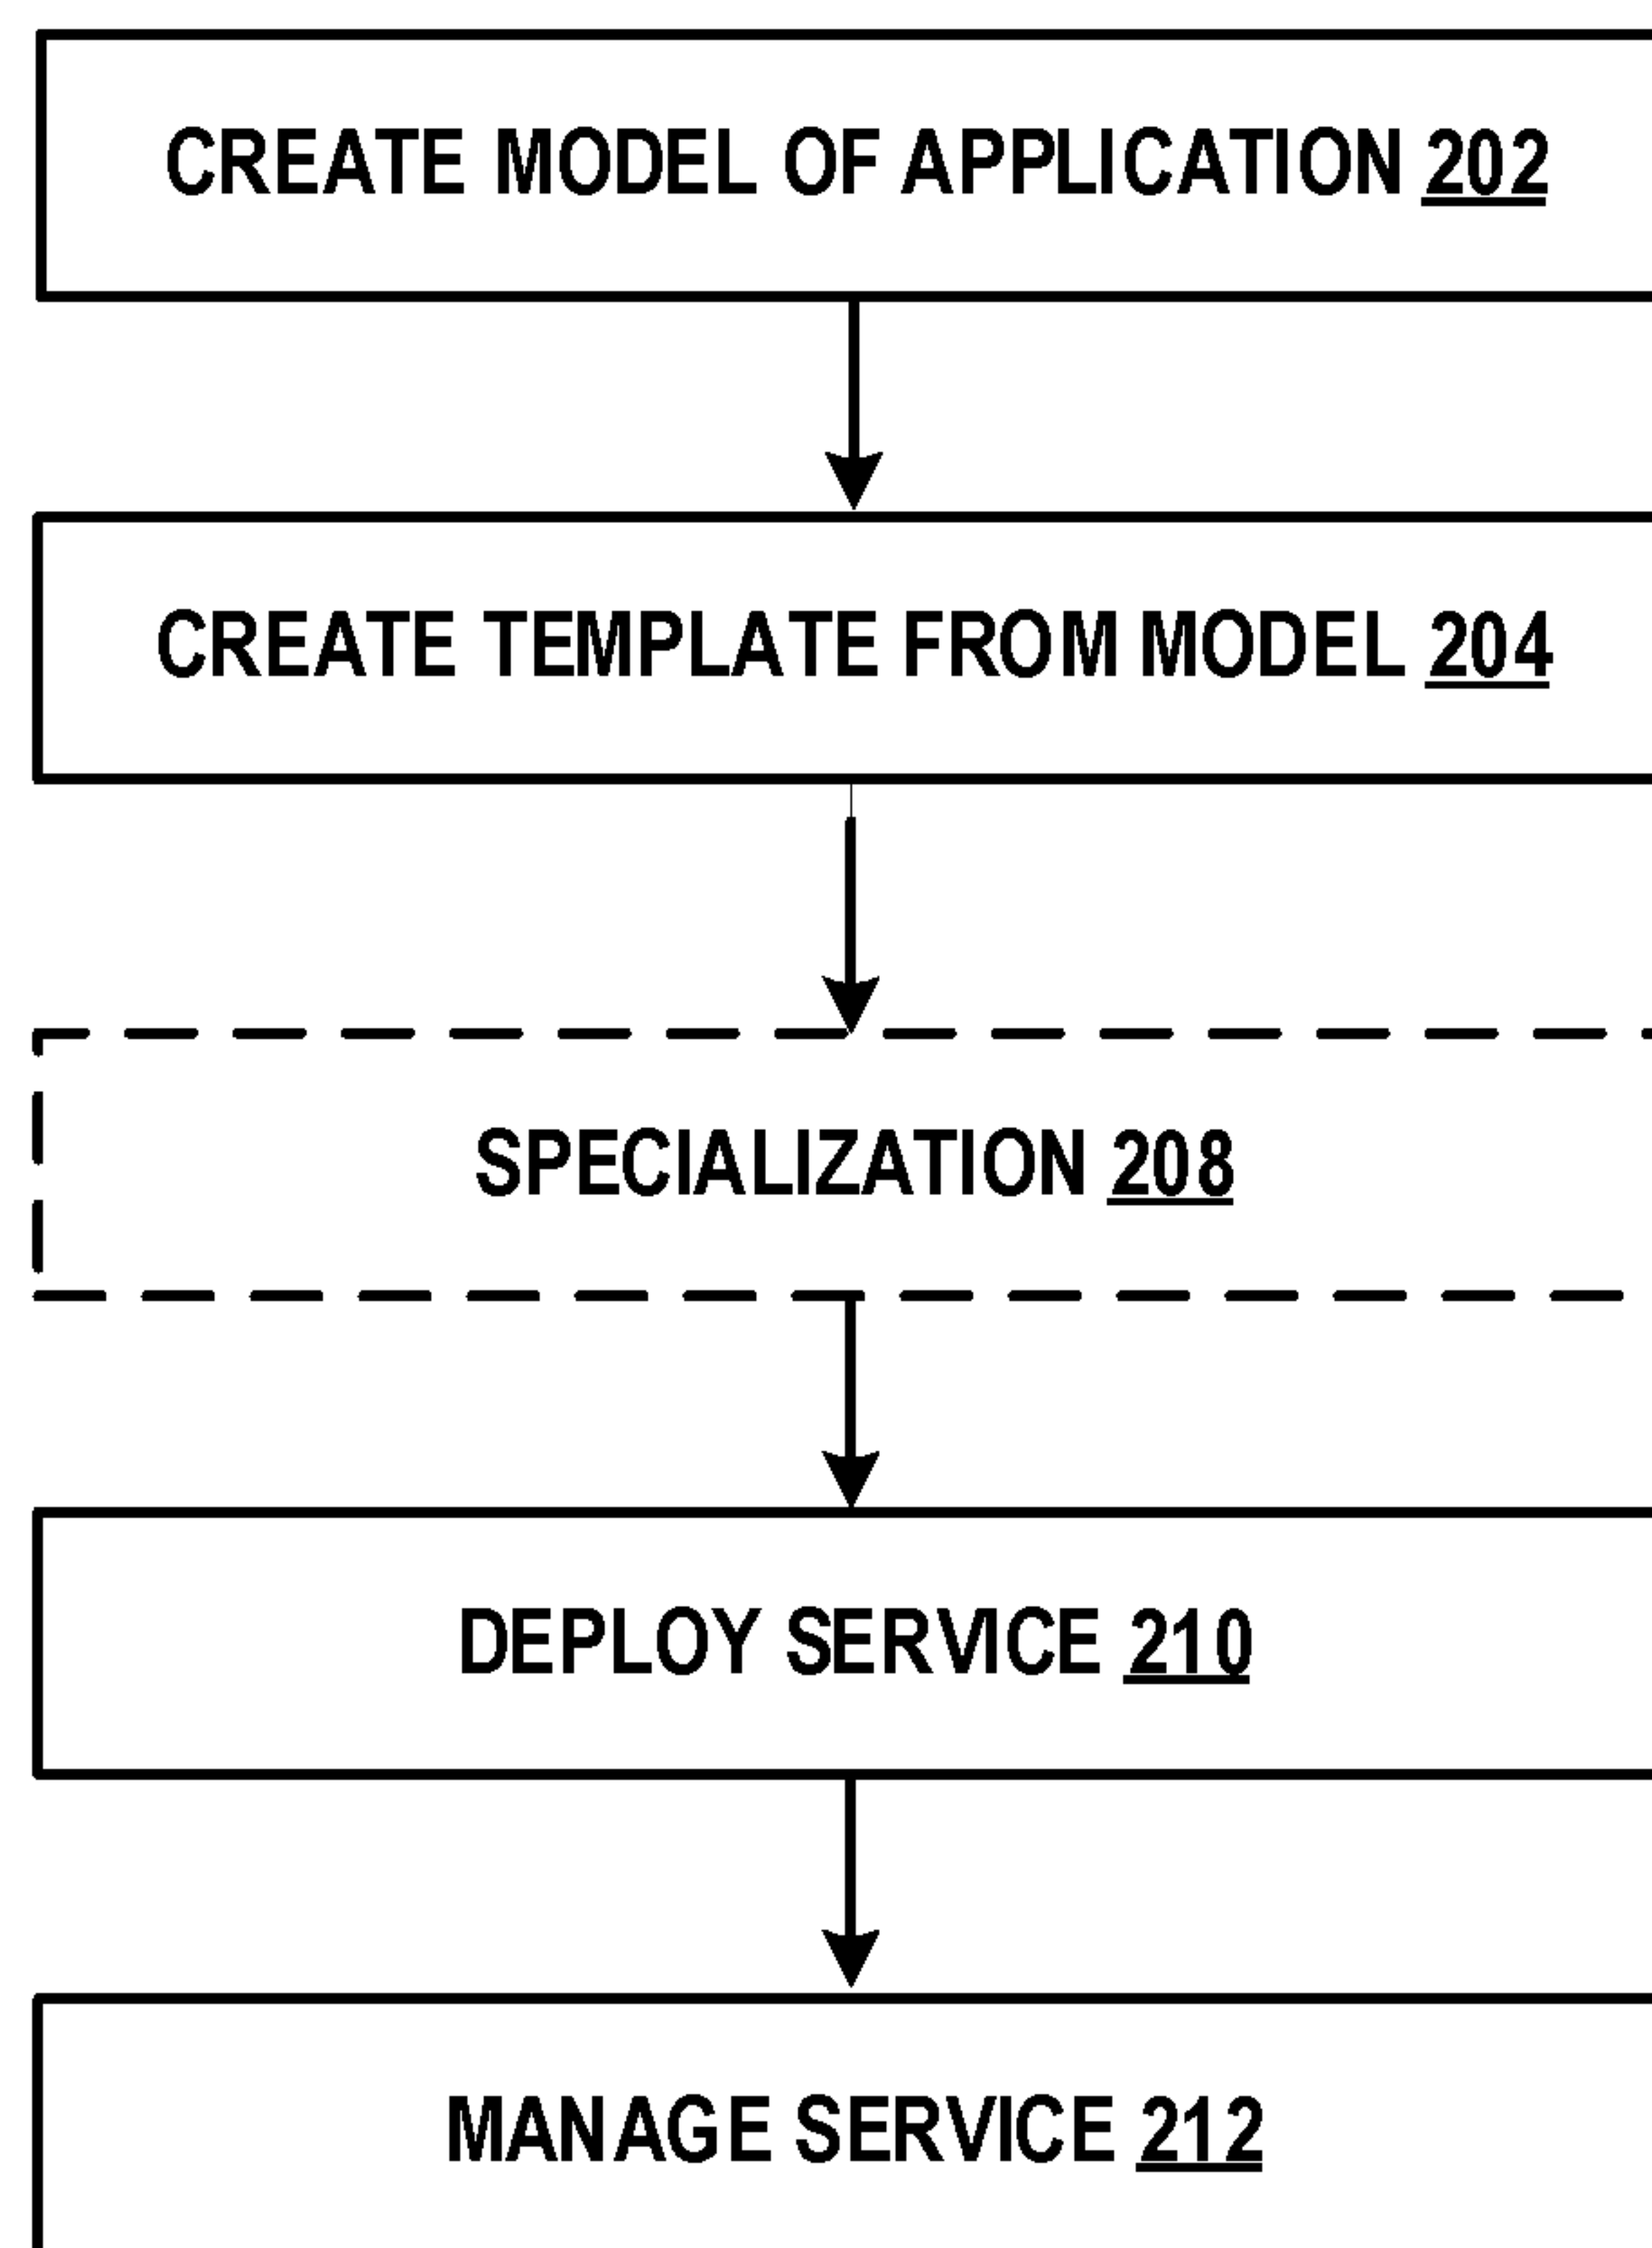 CREATE MODEL OF APPLICATION 202
CREATE TEMPLATE FROM MODEL 204
SPECIALIZATION 208
DEPLOY SERVICE 210
MANAGE SERVICE 212